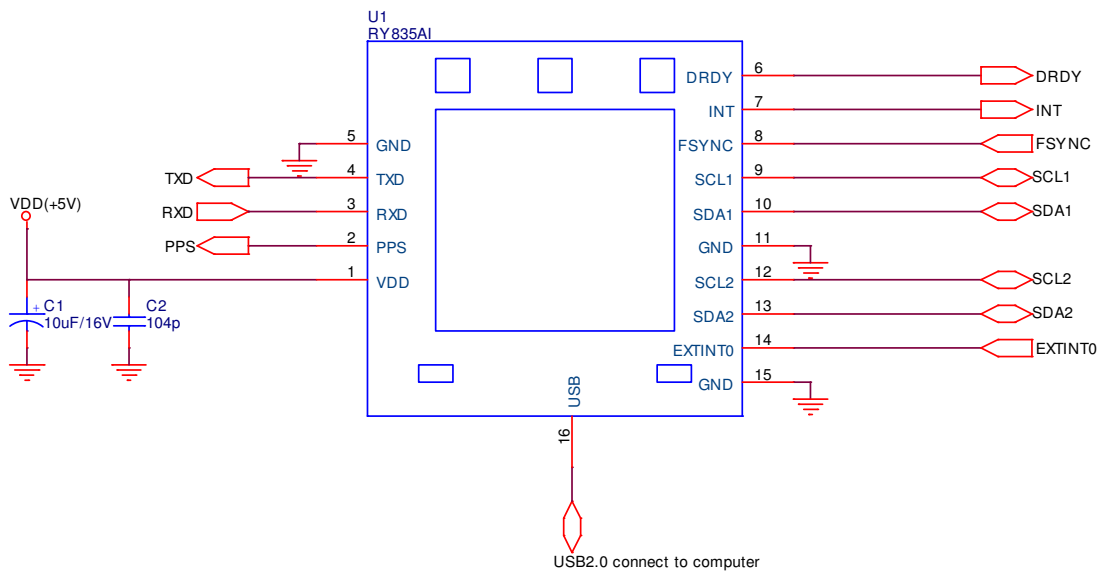 U1
RY835AI
DRDY 6 DRDY
INT 7 INT
5 GND
FSYNC 8 FSYNC
TXD 4 TXD
SCL1 9 SCL1
VDD(+5V)
RXD 3 RXD
SDA1 10 SDA1
PPS 2 PPS
GND 11
1 VDD
SCL2 12 SCL2
+ C1
10uF/16V
C2
104p
SDA2 13 SDA2
EXTINT0 14 EXTINT0
GND 15
USB
16
USB2.0 connect to computer